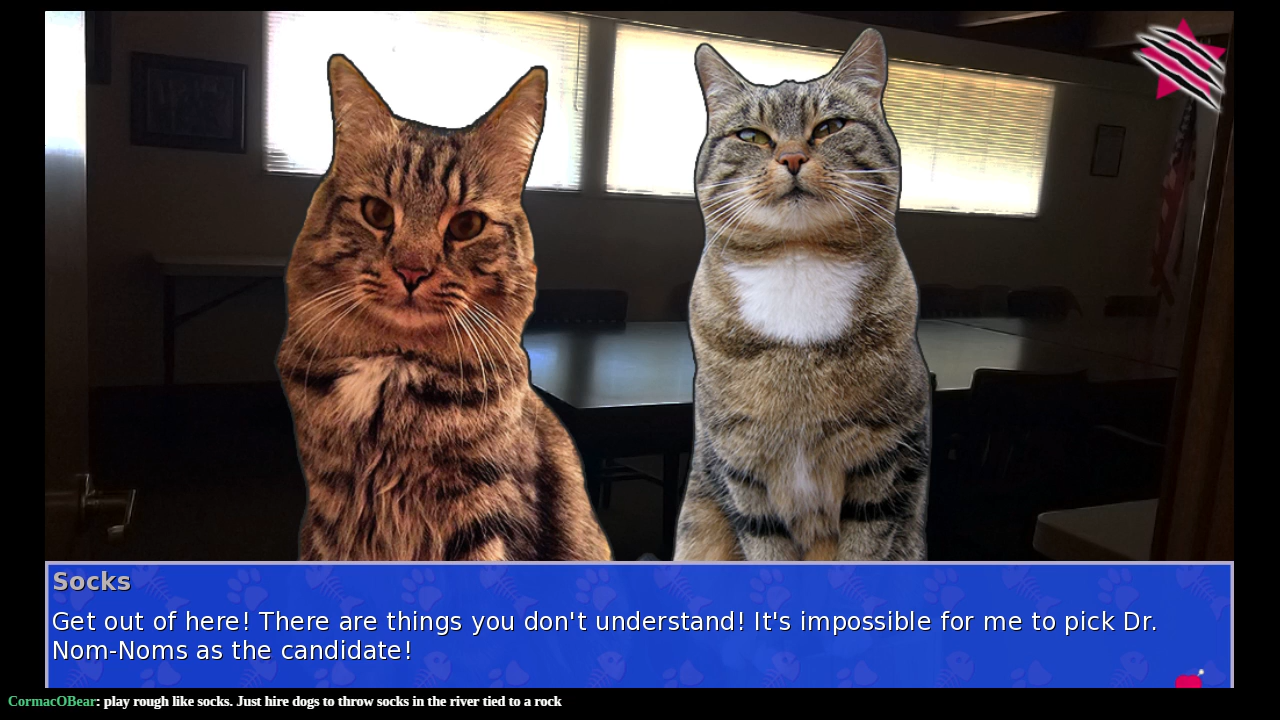 Socks
Get out of here! There are things you don't understand! It's impossible for me to pick Dr.
Nom-Noms as the candidate!
CormacOBear: play rough like socks. Just hire dogs to throw socks in the river tied to a rock